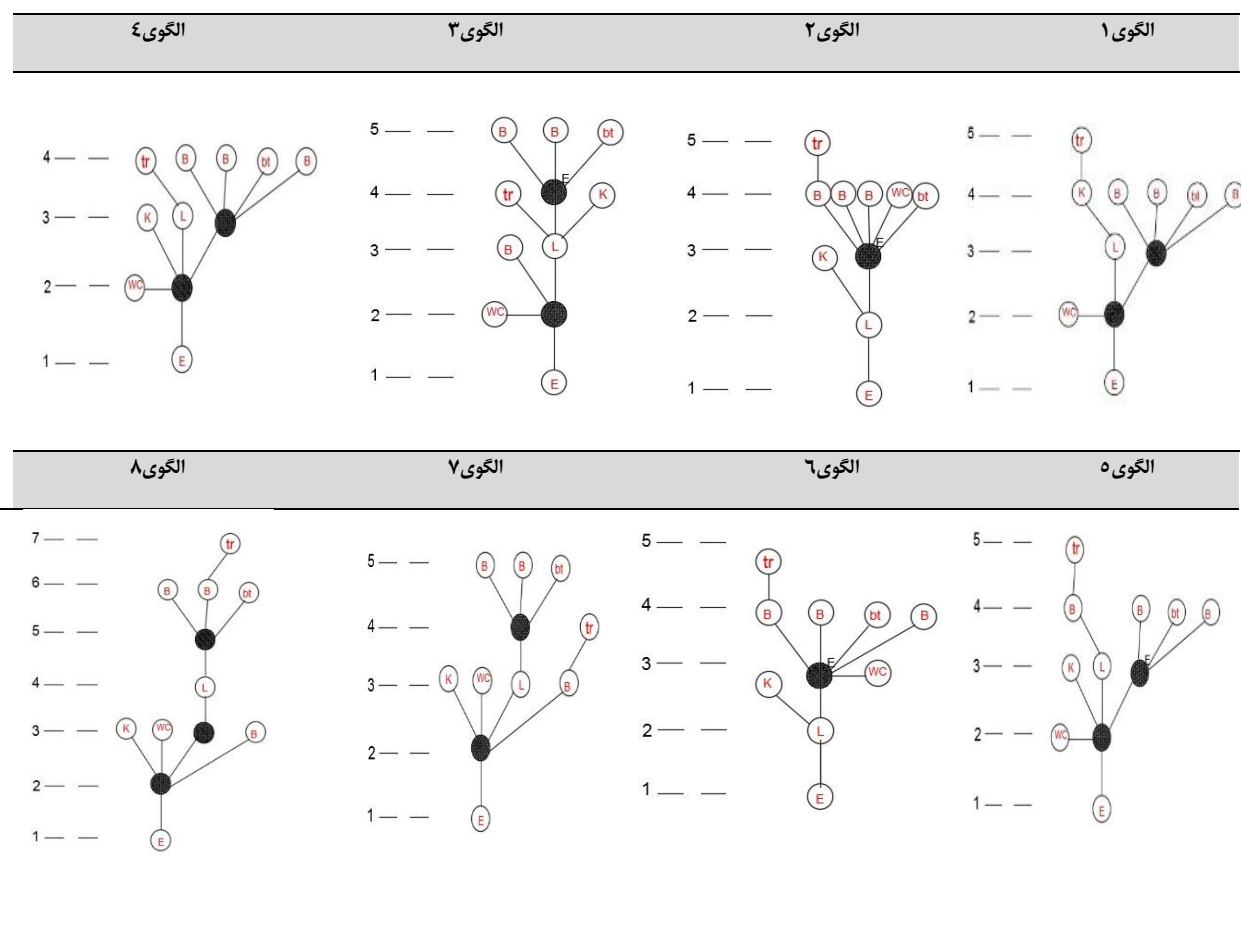 الگوی۱ الگوی۲ الگوی۳ الگوی٤
5
tr
4 K B B bt B
3 L
2 WC
1 E
5 tr
4 B B B WC bt
3 K E
2 L
1 E
5 B B bt
4 tr E K
3 B L
2 WC
1 E
4 tr B B bt B
3 K L
2 WC
1 E
الگوی٥ الگوی٦ الگوی۷ الگوی۸
5 tr
4 B B bt B
3 K L E
2 WC
1 E
5
tr
4 B B bt B
3 K E WC
2 L
1 E
5 B B bt
4 tr
3 K WC L B
2
1 E
7 tr
6 B B bt
5
4 L
3 K WC B
2
1 E